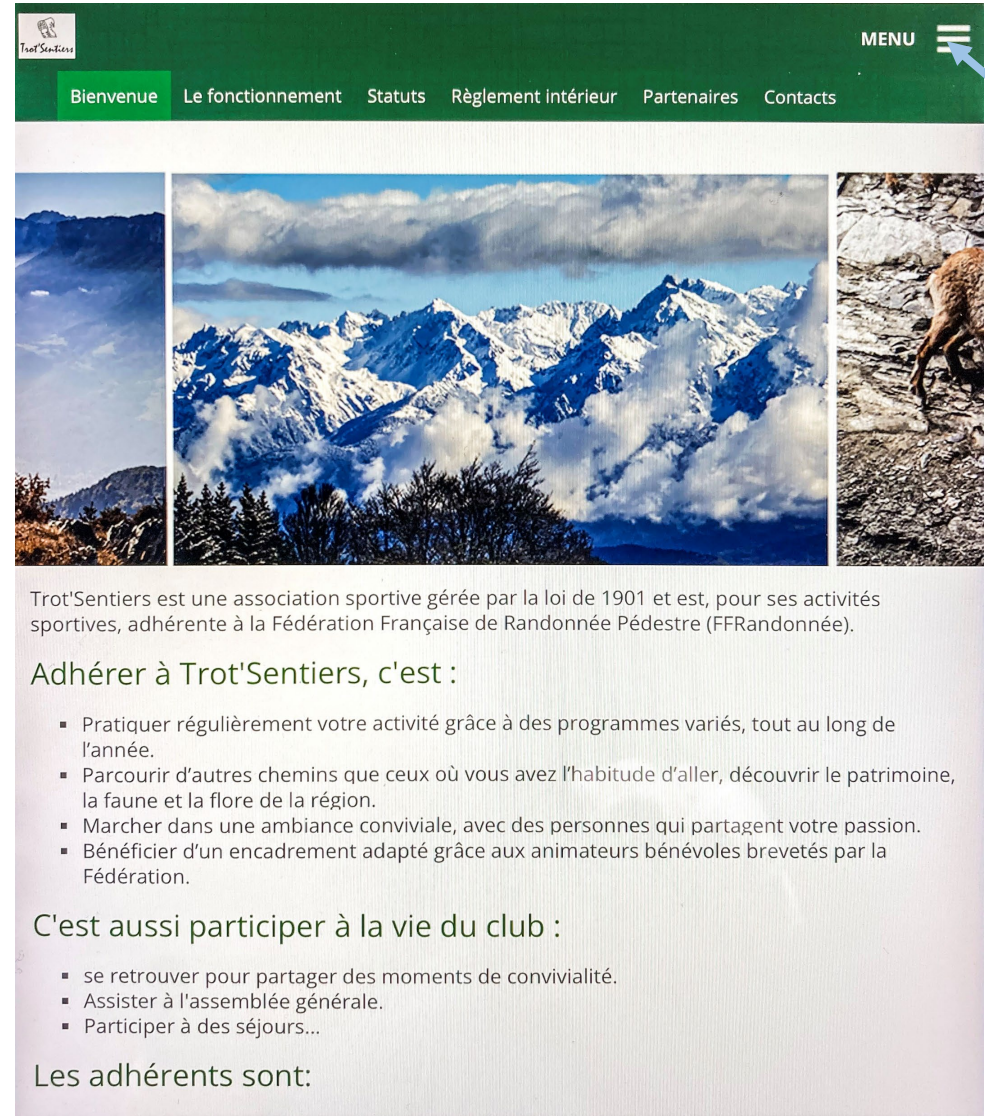 Trot'Sentiers
MENU
Bienvenue Le fonctionnement Statuts Règlement intérieur Partenaires Contacts
Trot'Sentiers est une association sportive gérée par la loi de 1901 et est, pour ses activités
sportives, adhérente à la Fédération Française de Randonnée Pédestre (FFRandonnée).
Adhérer à Trot'Sentiers, c'est :
▪ Pratiquer régulièrement votre activité grâce à des programmes variés, tout au long de
l’année.
▪ Parcourir d’autres chemins que ceux où vous avez l’habitude d’aller, découvrir le patrimoine,
la faune et la flore de la région.
▪ Marcher dans une ambiance conviviale, avec des personnes qui partagent votre passion.
▪ Bénéficier d’un encadrement adapté grâce aux animateurs bénévoles brevetés par la
Fédération.
C'est aussi participer à la vie du club :
▪ se retrouver pour partager des moments de convivialité.
▪ Assister à l'assemblée générale.
▪ Participer à des séjours...
Les adhérents sont: